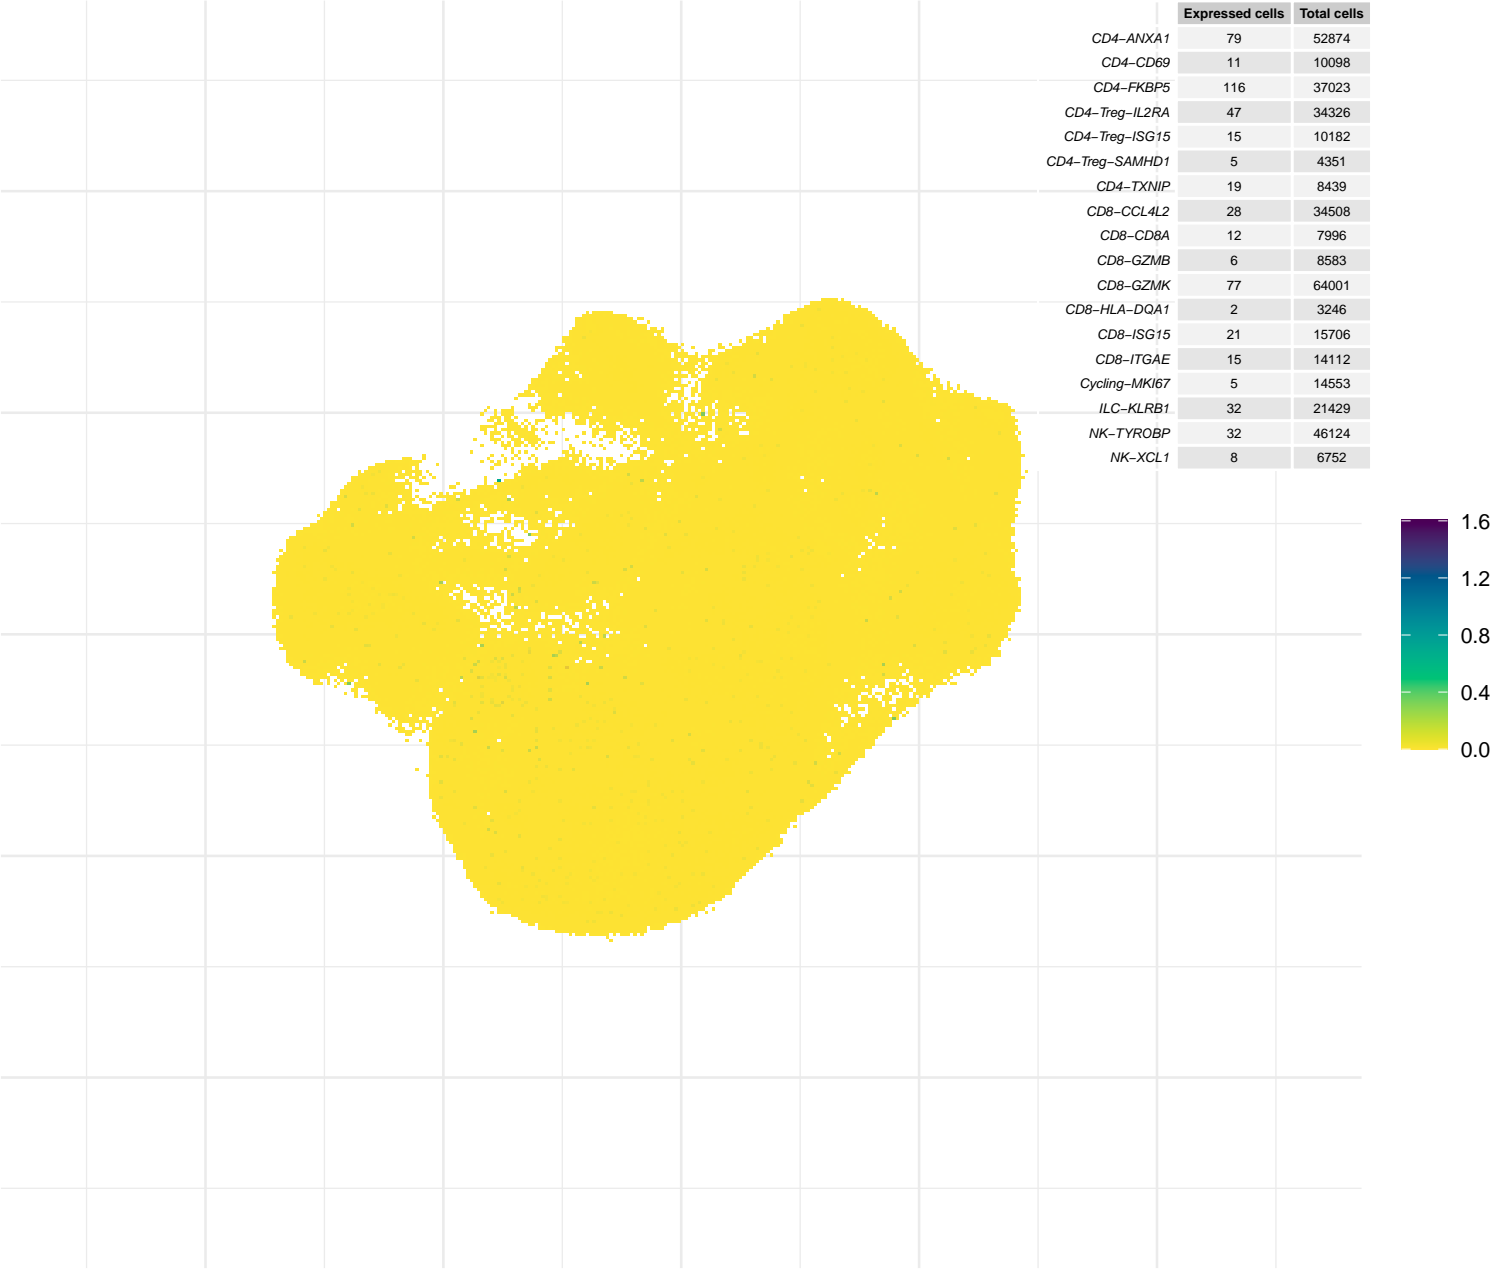 Expressed cells Total cells
CD4−ANXA1 79 52874
CD4−CD69 11 10098
CD4−FKBP5 116 37023
CD4−Treg−IL2RA 47 34326
CD4−Treg−ISG15 15 10182
CD4−Treg−SAMHD1 5 4351
CD4−TXNIP 19 8439
CD8−CCL4L2 28 34508
CD8−CD8A 12 7996
CD8−GZMB 6 8583
CD8−GZMK 77 64001
CD8−HLA−DQA1 2 3246
CD8−ISG15 21 15706
CD8−ITGAE 15 14112
Cycling−MKI67 5 14553
ILC−KLRB1 32 21429
NK−TYROBP 32 46124
NK−XCL1 8 6752
1.6
1.2
0.8
0.4
0.0